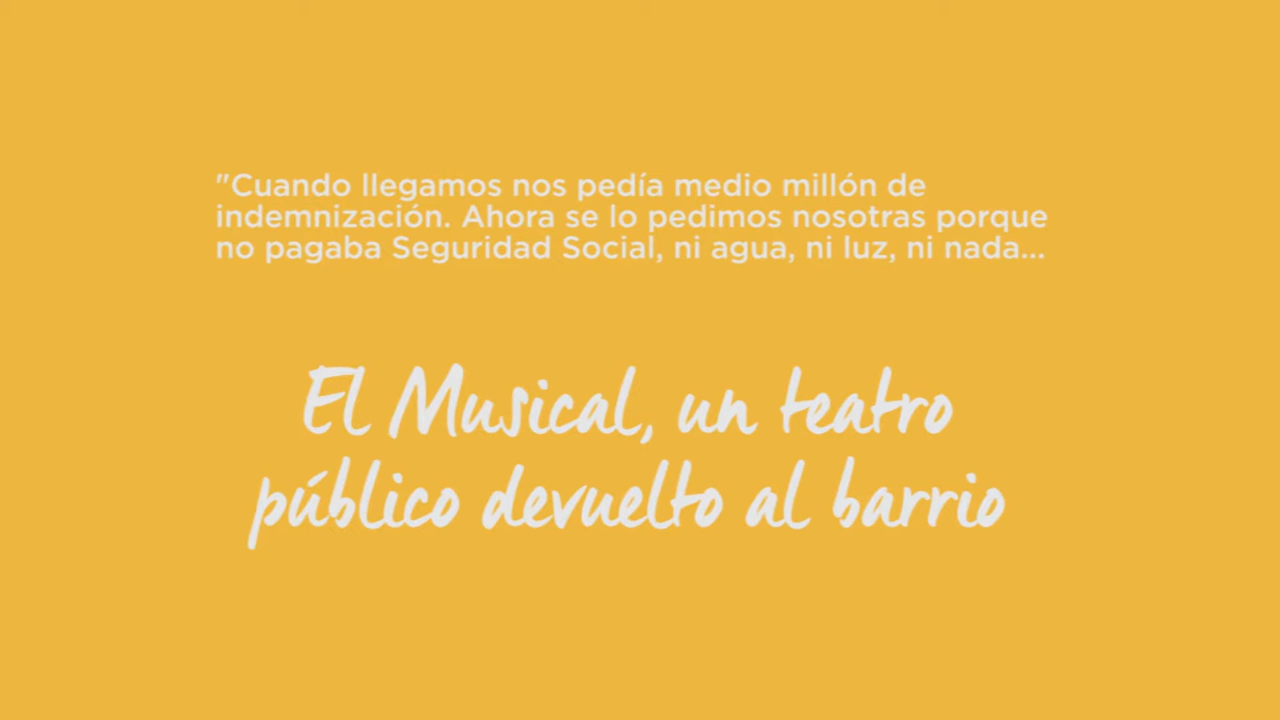 "Cuando llegamos nos pedía medio millón de
indemnización. Ahora se lo pedimos nosotras porque
no pagaba Seguridad Social, ni agua, ni luz, ni nada...
El Musical, un teatro
público devuelto al barrio